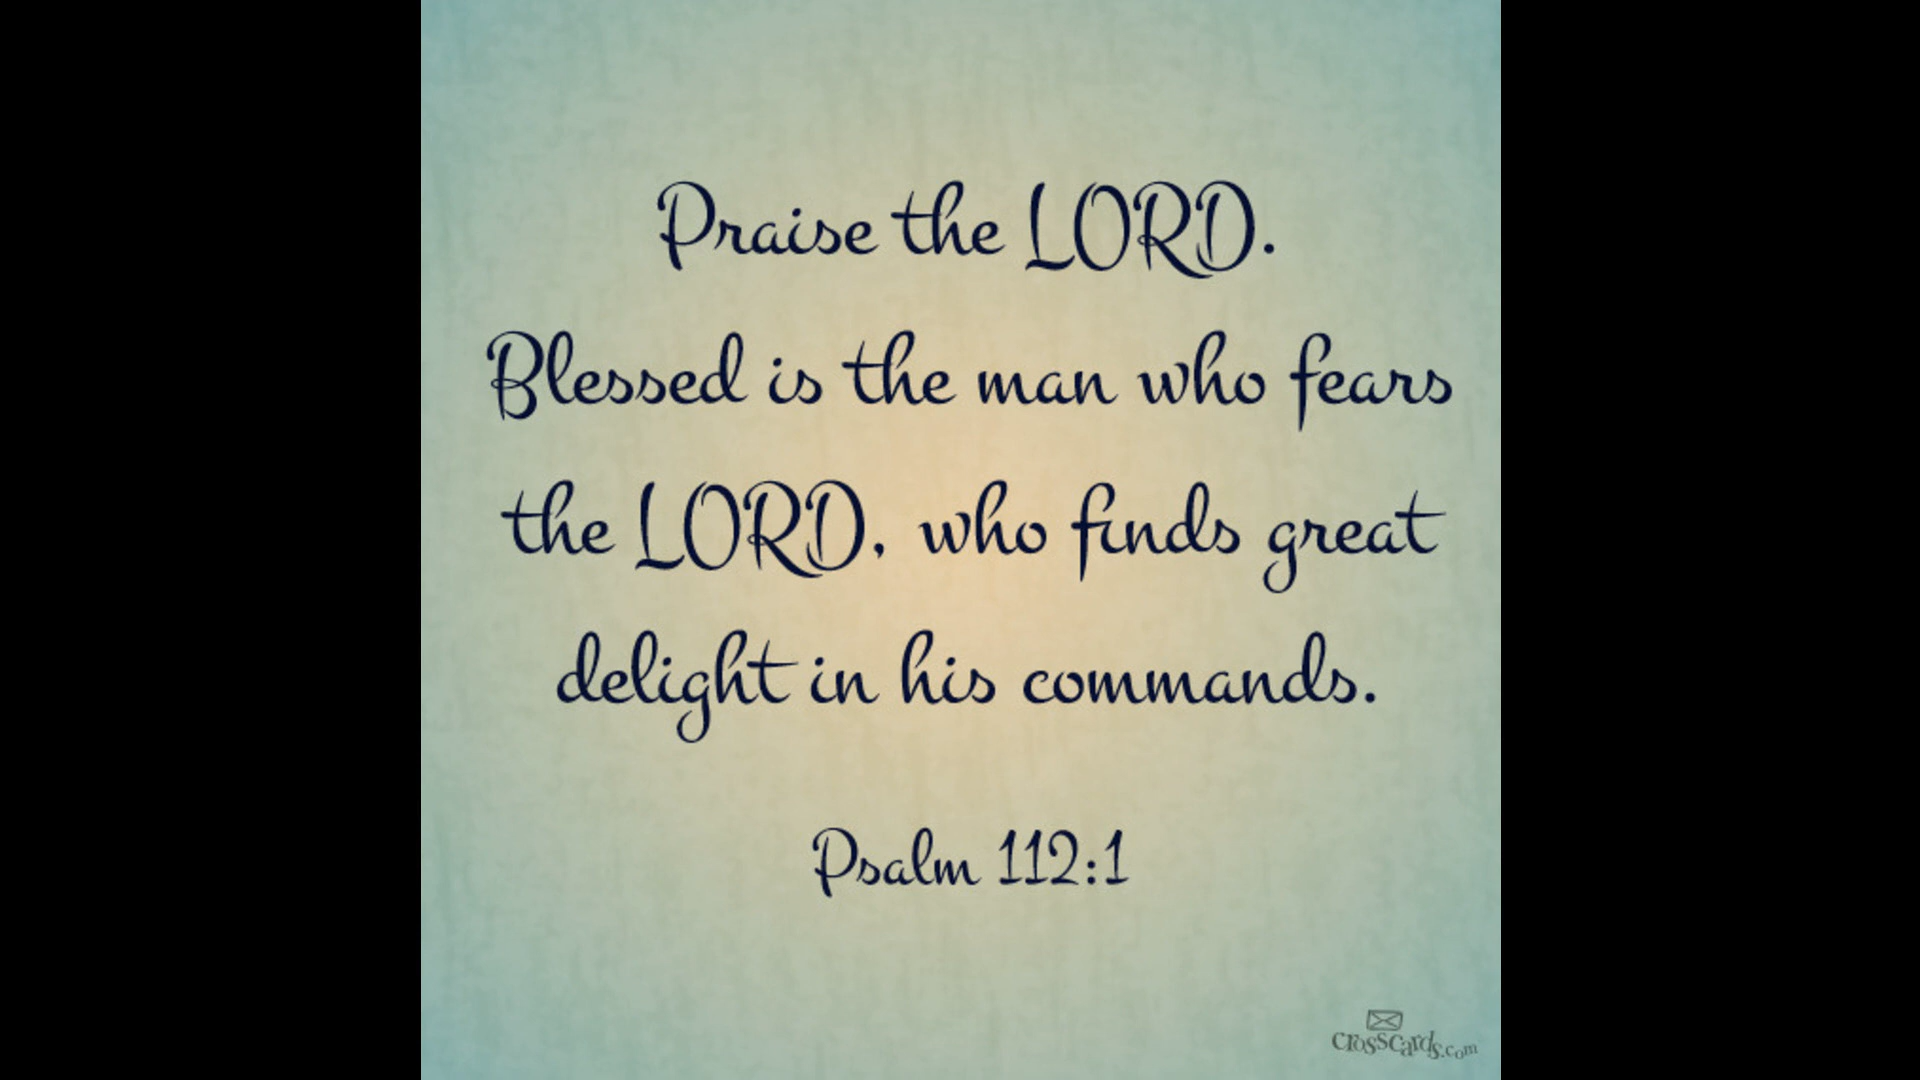 Praise the LORD.
Blessed is the man who fears
the LORD, who finds great
delight in his commands.
Psalm 112:1
crosscards.com